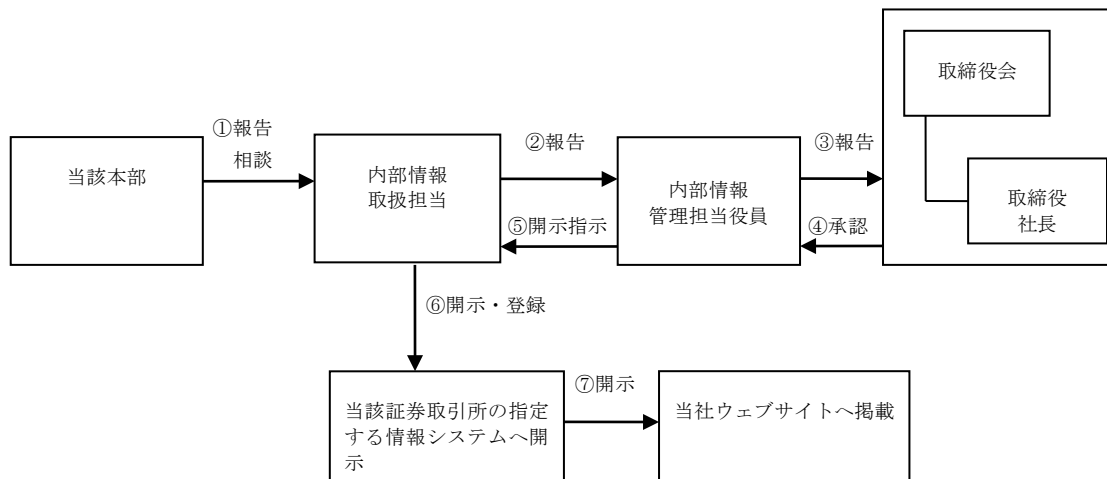 取締役会
①報告
相談
②報告
③報告
当該本部
内部情報
取扱担当
内部情報
管理担当役員
取締役
社長
⑤開示指示
④承認
⑥開示・登録
⑦開示
当該証券取引所の指定
する情報システムへ開
示
当社ウェブサイトへ掲載